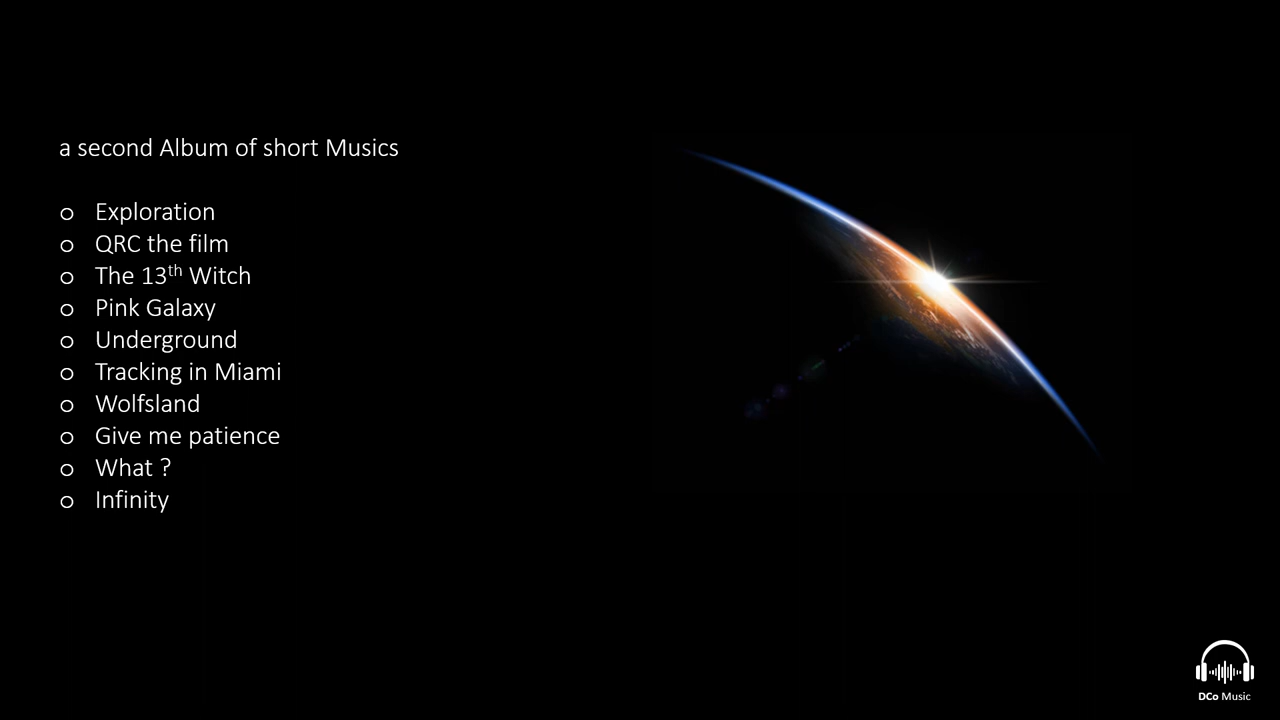 a second Album of short Musics
o Exploration
o QRC the film
o The 13th Witch
o Pink Galaxy
o Underground
o Tracking in Miami
o Wolfsland
o Give me patience
o What ?
o Infinity
DCo Music